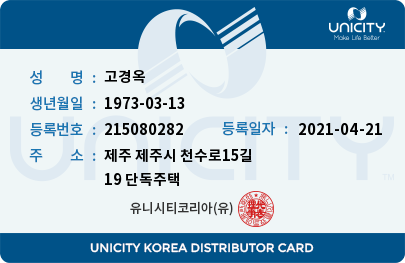 UNICITY
Make Life Better
성 명 : 고경옥
생년월일 : 1973-03-13
등록번호 : 215080282 등록일자 : 2021-04-21
주 소 : 제주 제주시 천수로15길
19 단독주택
UNICITY
TM
유니시티코리아(유)
UNICITY KOREA DISTRIBUTOR CARD